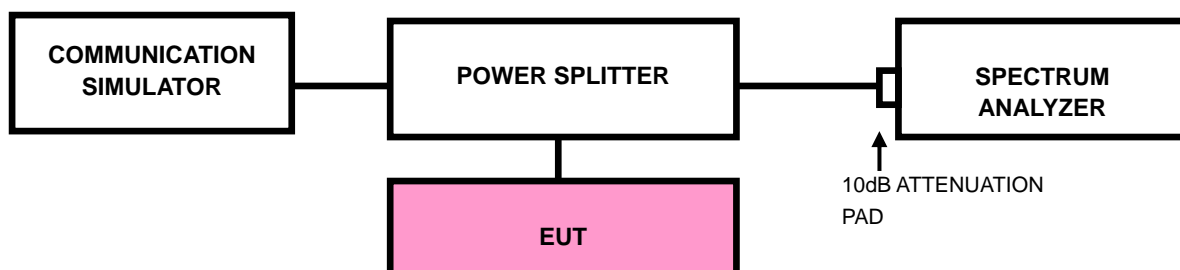 COMMUNICATION
SIMULATOR
POWER SPLITTER
SPECTRUM
ANALYZER
10dB ATTENUATION
PAD
EUT